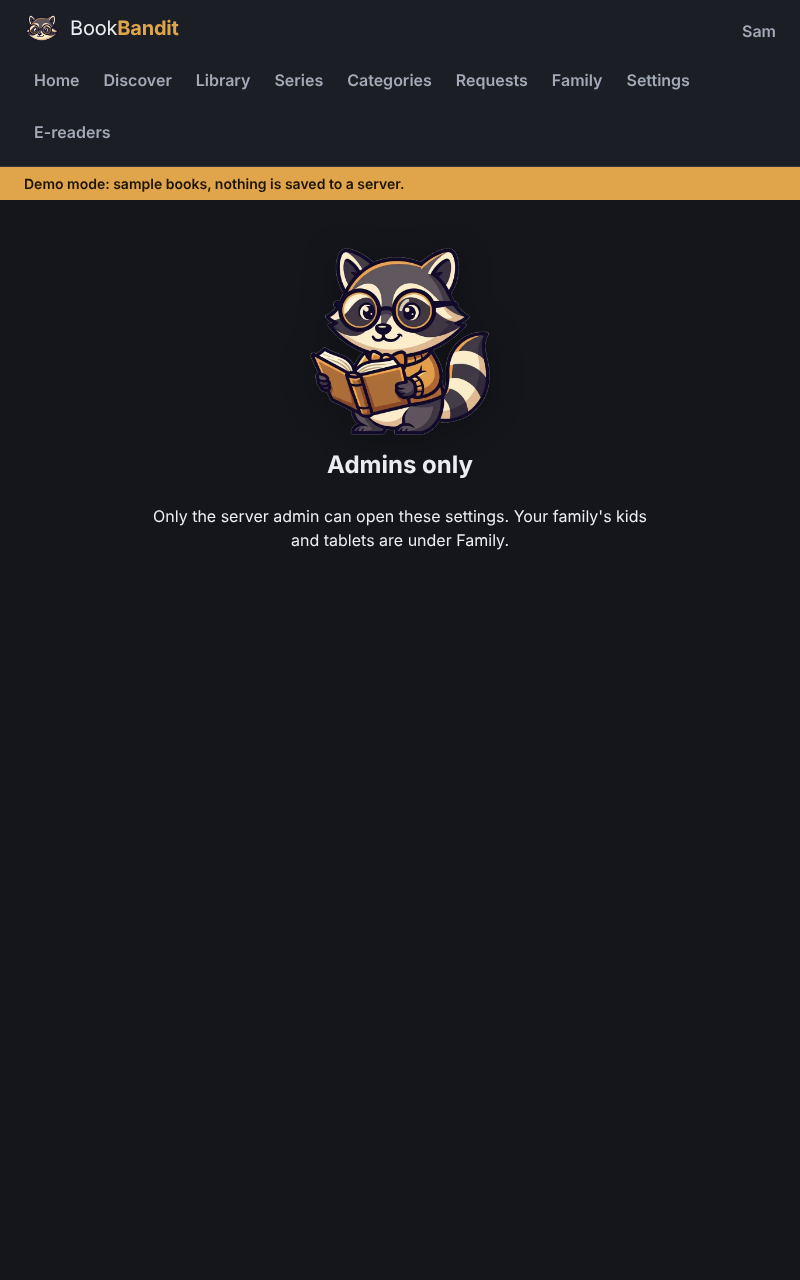 BookBandit
Sam
Home Discover Library Series Categories Requests Family Settings
E-readers
Demo mode: sample books, nothing is saved to a server.
Admins only
Only the server admin can open these settings. Your family's kids
and tablets are under Family.